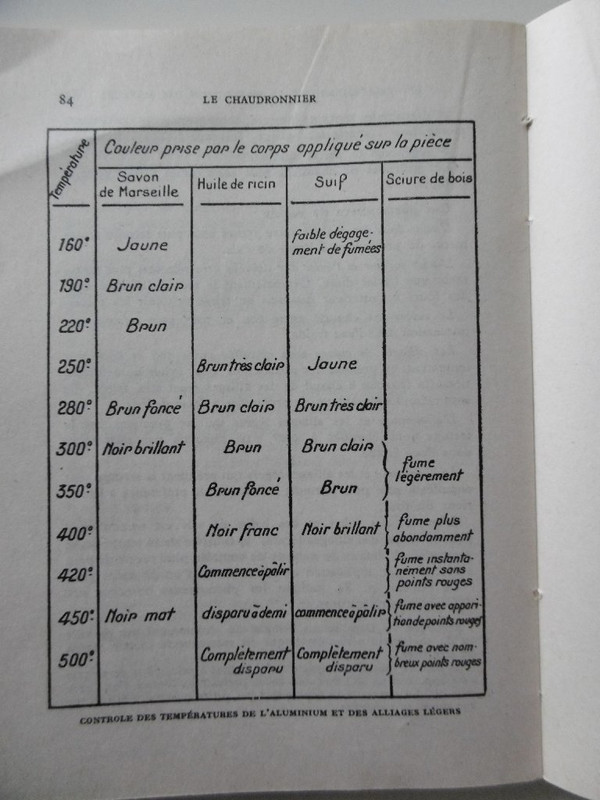 84
LE CHAUDRONNIER
Température
Couleur prise par le corps appliqué sur la pièce
Savon
de Marseille
Huile de ricin
Suif
Sciure de bois
160° Jaune faible dégage-
ment de fumées
190° Brun clair
220° Brun
250° Brun très clair Jaune
280° Brun foncé Brun clair Brun très clair
300° Noir brillant Brun Brun clair
fume
légèrement
350° Brun foncé Brun
400° Noir franc Noir brillant fume plus
abondamment
420° Commence à pâlir fume instanta-
nément sans
points rouges
450° Noir mat disparu à demi commence à pâlir fume avec appari-
tion de points rouges
500° Complètement
disparu
Complètement
disparu
fume avec nom-
breux points rouges
CONTROLE DES TEMPÉRATURES DE L'ALUMINIUM ET DES ALLIAGES LÉGERS